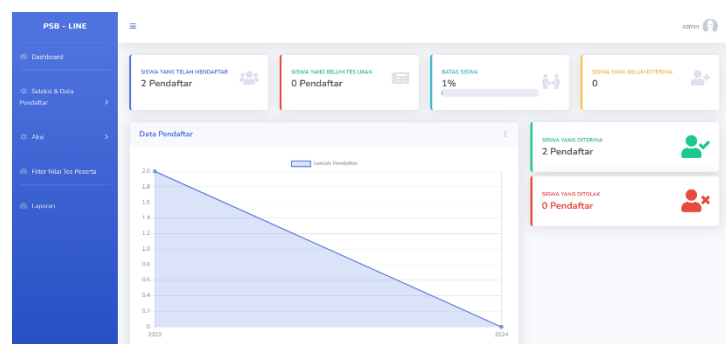 PSB - LINE
admin
Dashboard
Seleksi & Data
Pendaftar
Aksi
Filter Nilai Tes Peserta
Laporan
SISWA YANG TELAH MENDAFTAR
2 Pendaftar
SISWA YANG BELUM TES UJIAN
0 Pendaftar
BATAS SISWA
1%
SISWA YANG BELUM DITERIMA
0
Data Pendaftar
Jumlah Pendaftar
2.0
1.8
1.6
1.4
1.2
1.0
0.8
0.6
0.4
0.2
0
2023
2024
SISWA YANG DITERIMA
2 Pendaftar
SISWA YANG DITOLAK
0 Pendaftar